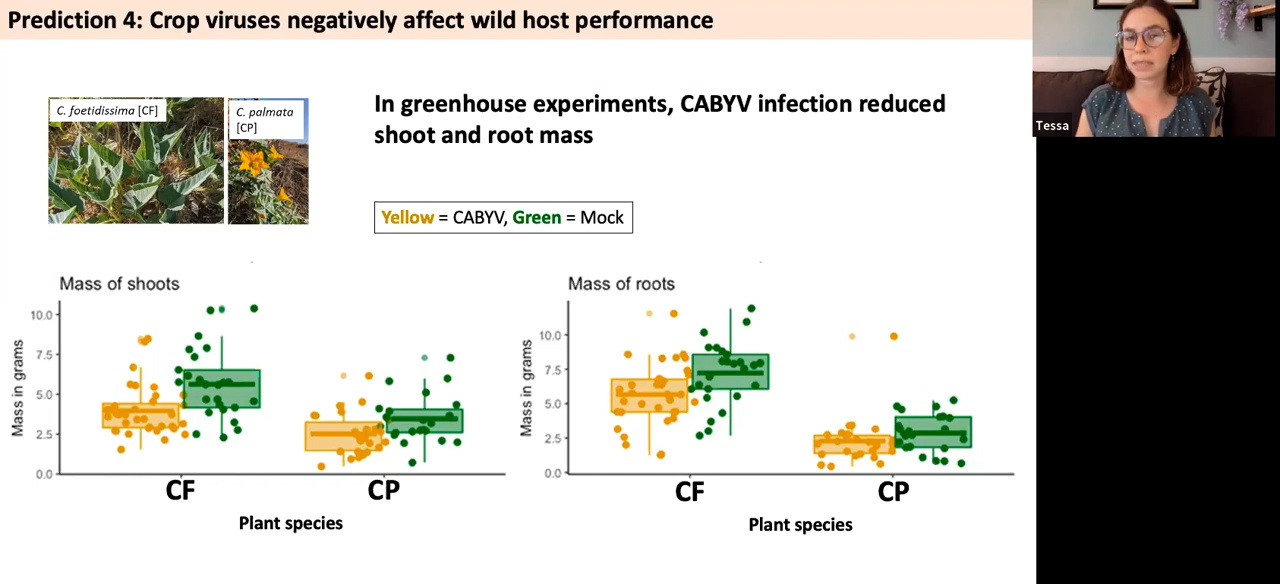 Prediction 4: Crop viruses negatively affect wild host performance
Tessa
C. foetidissima [CF]
C. palmata
[CP]
In greenhouse experiments, CABYV infection reduced
shoot and root mass
Yellow = CABYV, Green = Mock
Mass of shoots
Mass in grams
10.0
7.5
5.0
2.5
0.0
CF
CP
Plant species
Mass of roots
Mass in grams
10.0
7.5
5.0
2.5
0.0
CF
CP
Plant species